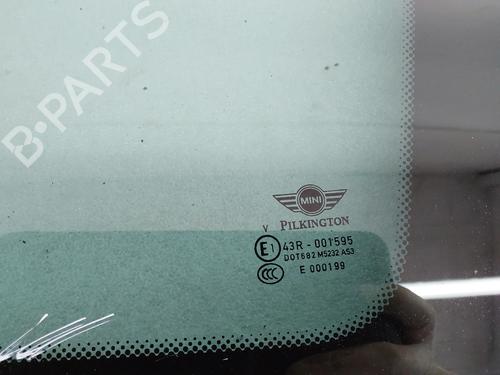 B-PARTS
MINI
PILKINGTON
V
E1 43R-001595
DOT682 M5232 AS3
CCC E 000199